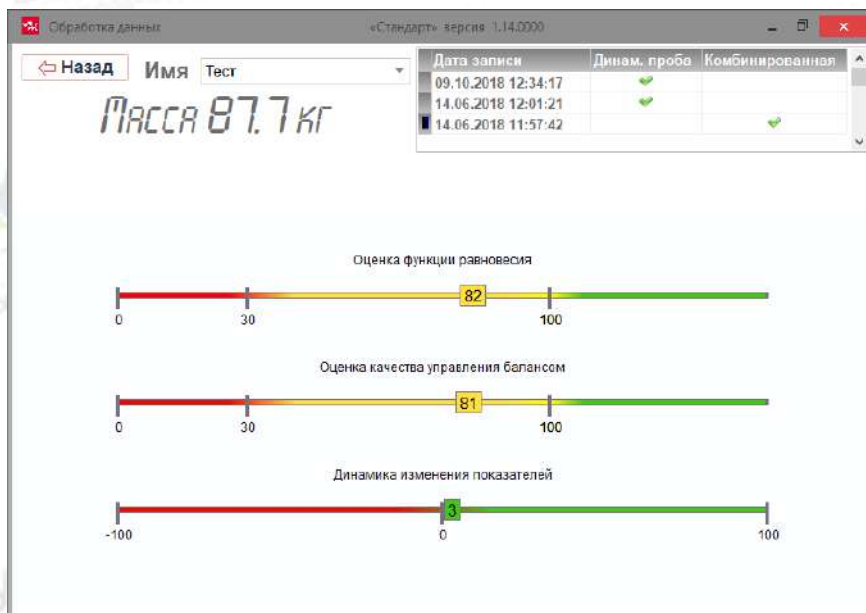 Обработка данных «Стандарт» версия 1.14.0000
Назад Имя Тест
Масса 87.7 кг
Дата записи Динам. проба Комбинированная
09.10.2018 12:34:17
14.06.2018 12:01:21
14.06.2018 11:57:42
Оценка функции равновесия
82
0 30 100
Оценка качества управления балансом
81
0 30 100
Динамика изменения показателей
3
-100 0 100